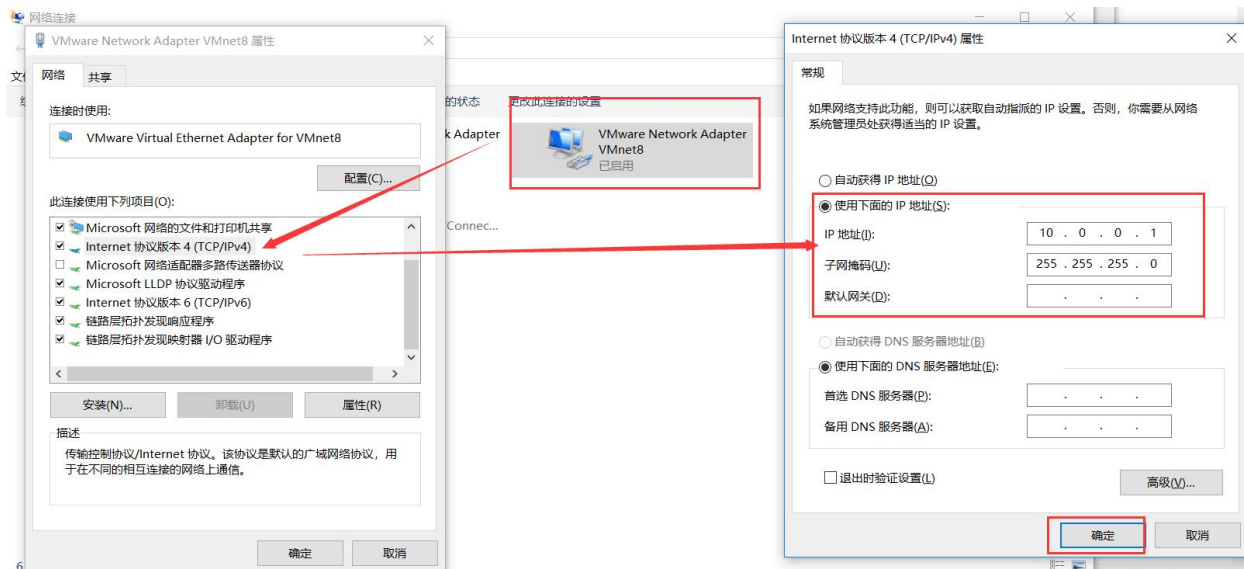 网络连接
VMware Network Adapter VMnet8 属性
网络
共享
连接时使用:
VMware Virtual Ethernet Adapter for VMnet8
配置(C)...
此连接使用下列项目(O):
Microsoft 网络的文件和打印机共享
Internet 协议版本 4 (TCP/IPv4)
Microsoft 网络适配器多路传送器协议
Microsoft LLDP 协议驱动程序
Internet 协议版本 6 (TCP/IPv6)
链路层拓扑发现响应程序
链路层拓扑发现映射器 I/O 驱动程序
安装(N)...
卸载(U)
属性(R)
描述
传输控制协议/Internet 协议。该协议是默认的广域网络协议，用
于在不同的相互连接的网络上通信。
确定
取消
的状态
更改此连接的设置
k Adapter
VMware Network Adapter
VMnet8
已启用
Connec...
Internet 协议版本 4 (TCP/IPv4) 属性
常规
如果网络支持此功能，则可以获取自动指派的 IP 设置。否则，你需要从网络
系统管理员处获得适当的 IP 设置。
自动获得 IP 地址(O)
使用下面的 IP 地址(S):
IP 地址(I):
10 . 0 . 0 . 1
子网掩码(U):
255 . 255 . 255 . 0
默认网关(D):
. . .
自动获得 DNS 服务器地址(B)
使用下面的 DNS 服务器地址(E):
首选 DNS 服务器(P):
. . .
备用 DNS 服务器(A):
. . .
退出时验证设置(L)
高级(V)...
确定
取消
6